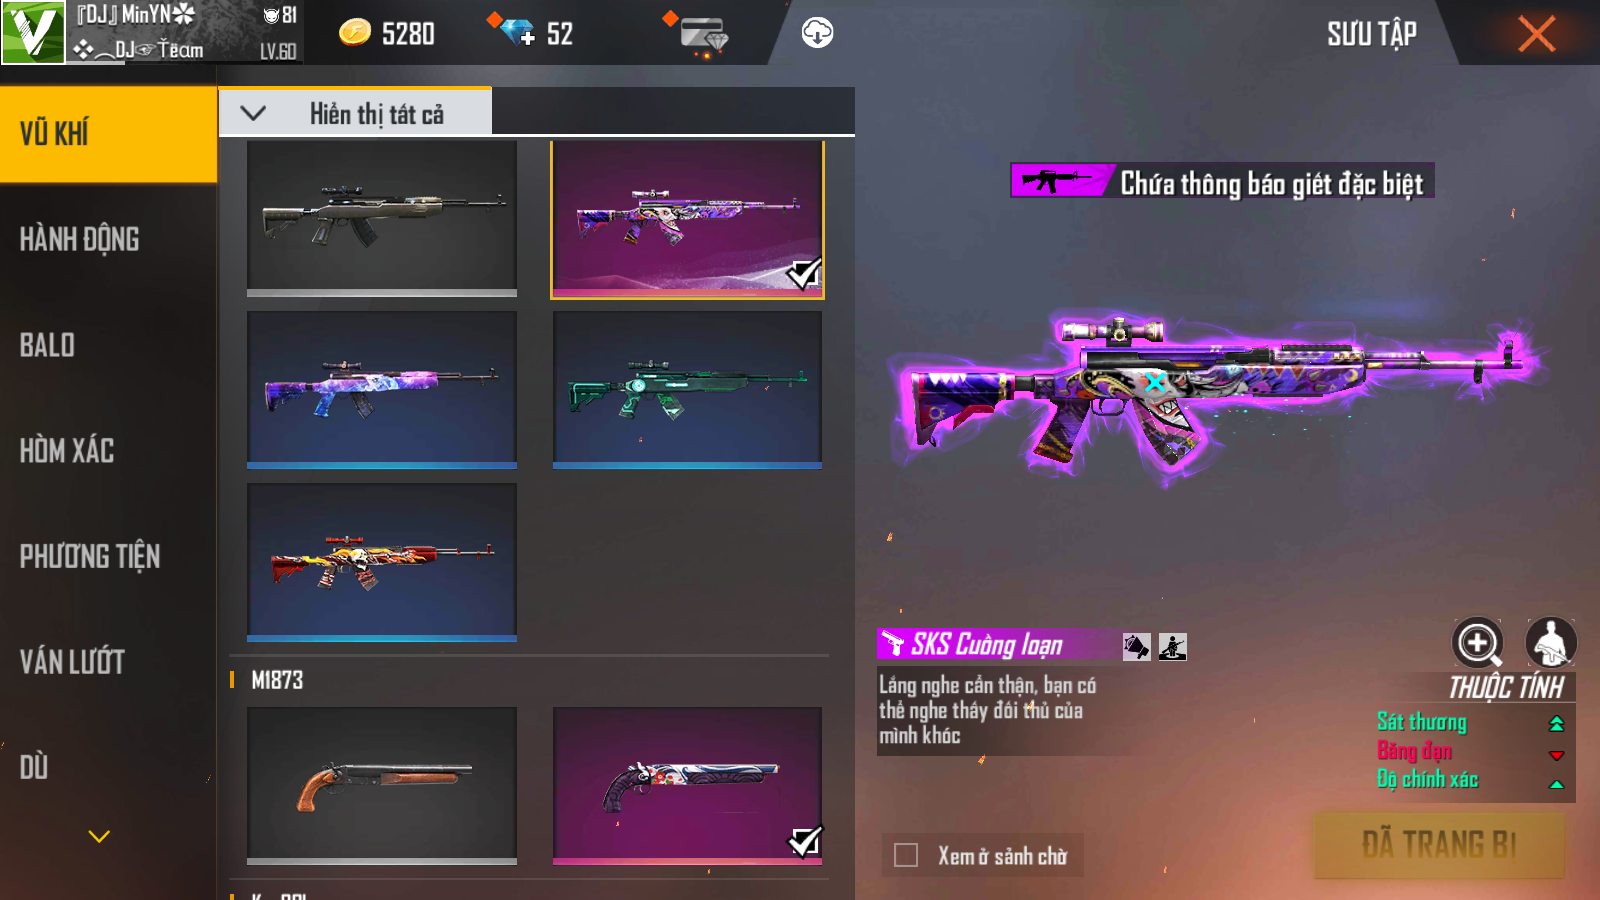 『DJ』MinYN✤ 81
DJ☞Ťëαm LV.60
5280
52
SƯU TẬP
VŨ KHÍ
HÀNH ĐỘNG
BALO
HÒM XÁC
PHƯƠNG TIỆN
VÁN LƯỚT
DÙ
Hiển thị tất cả
M1873
Chứa thông báo giết đặc biệt
SKS Cuồng loạn
Lắng nghe cẩn thận, bạn có
thể nghe thấy đối thủ của
mình khóc
THUỘC TÍNH
Sát thương
Băng đạn
Độ chính xác
Xem ở sảnh chờ
ĐÃ TRANG BỊ